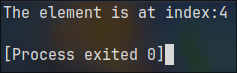 The element is at index:4
[Process exited 0]